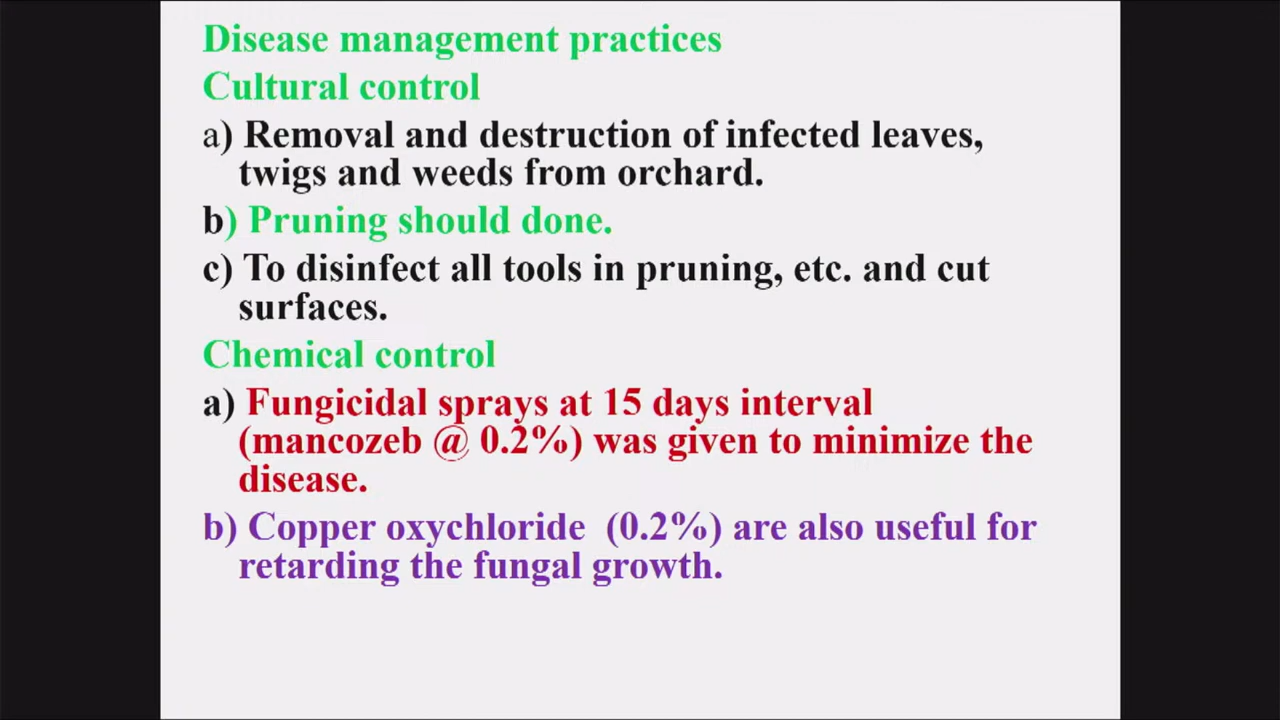 Disease management practices
Cultural control
a) Removal and destruction of infected leaves,
twigs and weeds from orchard.
b) Pruning should done.
c) To disinfect all tools in pruning, etc. and cut
surfaces.
Chemical control
a) Fungicidal sprays at 15 days interval
(mancozeb @ 0.2%) was given to minimize the
disease.
b) Copper oxychloride (0.2%) are also useful for
retarding the fungal growth.